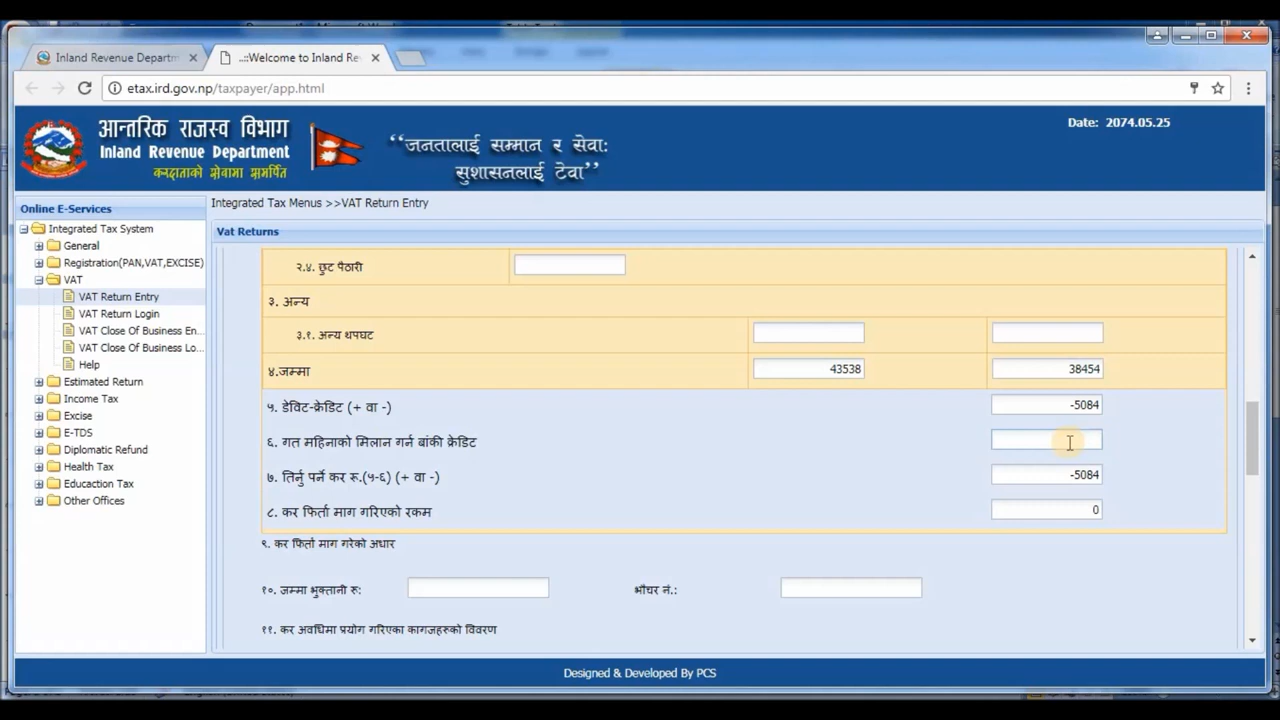 Inland Revenue Departm
..::Welcome to Inland Re
etax.ird.gov.np/taxpayer/app.html
आन्तरिक राजस्व विभाग
Inland Revenue Department
करदाताको सेवामा समर्पित
‘‘जनतालाई सम्मान र सेवा:
सुशासनलाई टेवा’’
Date: 2074.05.25
Online E-Services
Integrated Tax System
General
Registration(PAN,VAT,EXCISE)
VAT
VAT Return Entry
VAT Return Login
VAT Close Of Business En...
VAT Close Of Business Lo...
Help
Estimated Return
Income Tax
Excise
E-TDS
Diplomatic Refund
Health Tax
Educaction Tax
Other Offices
Integrated Tax Menus >>VAT Return Entry
Vat Returns
२.४. छुट पैठारी
३. अन्य
३.१. अन्य थपघट
४.जम्मा 43538 38454
५. डेविट-क्रेडिट (+ वा -) -5084
६. गत महिनाको मिलान गर्न बांकी क्रेडिट
७. तिर्नु पर्ने कर रू.(५-६) (+ वा -) -5084
८. कर फिर्ता माग गरिएको रकम 0
९. कर फिर्ता माग गरेको अधार
१०. जम्मा भुक्तानी रु: भौचर नं.:
११. कर अवधिमा प्रयोग गरिएका कागजहरुको विवरण
Designed & Developed By PCS